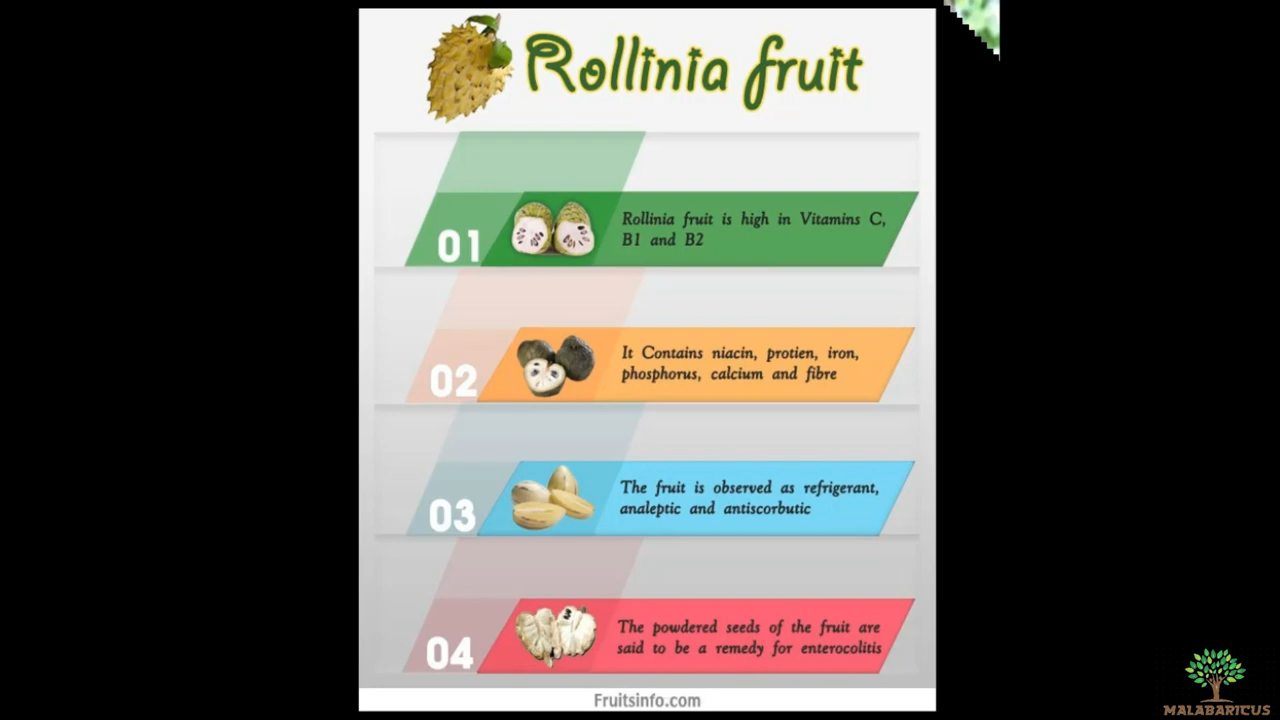 Rollinia fruit
01
Rollinia fruit is high in Vitamins C,
B1 and B2
02
It Contains niacin, protien, iron,
phosphorus, calcium and fibre
03
The fruit is observed as refrigerant,
analeptic and antiscorbutic
04
The powdered seeds of the fruit are
said to be a remedy for enterocolitis
Fruitsinfo.com
MALABARICUS